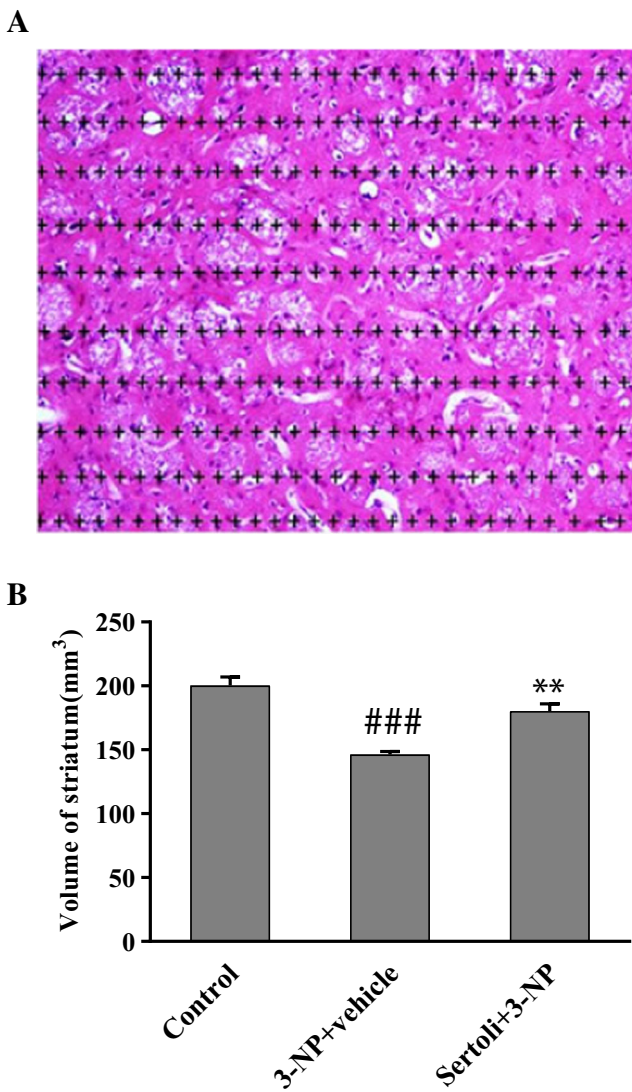 A
B
Volume of striatum(mm³)
250
200
150
100
50
0
###
**
Control
3-NP+vehicle
Sertoli+3-NP